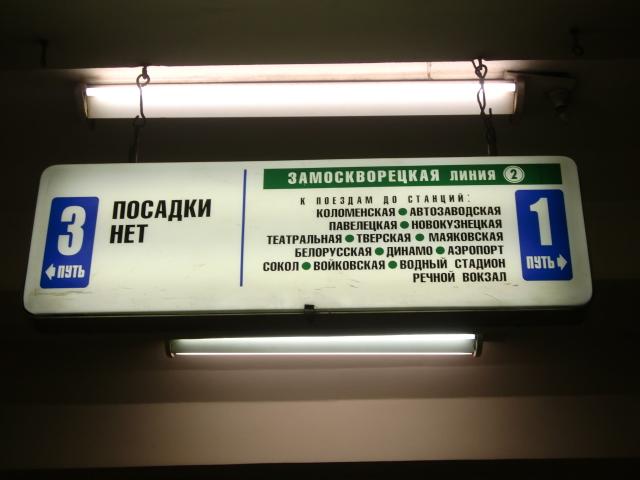 3
ПУТЬ
ПОСАДКИ
НЕТ
ЗАМОСКВОРЕЦКАЯ ЛИНИЯ 2
К ПОЕЗДАМ ДО СТАНЦИЙ:
КОЛОМЕНСКАЯ ● АВТОЗАВОДСКАЯ
ПАВЕЛЕЦКАЯ ● НОВОКУЗНЕЦКАЯ
ТЕАТРАЛЬНАЯ ● ТВЕРСКАЯ ● МАЯКОВСКАЯ
БЕЛОРУССКАЯ ● ДИНАМО ● АЭРОПОРТ
СОКОЛ ● ВОЙКОВСКАЯ ● ВОДНЫЙ СТАДИОН
РЕЧНОЙ ВОКЗАЛ
1
ПУТЬ